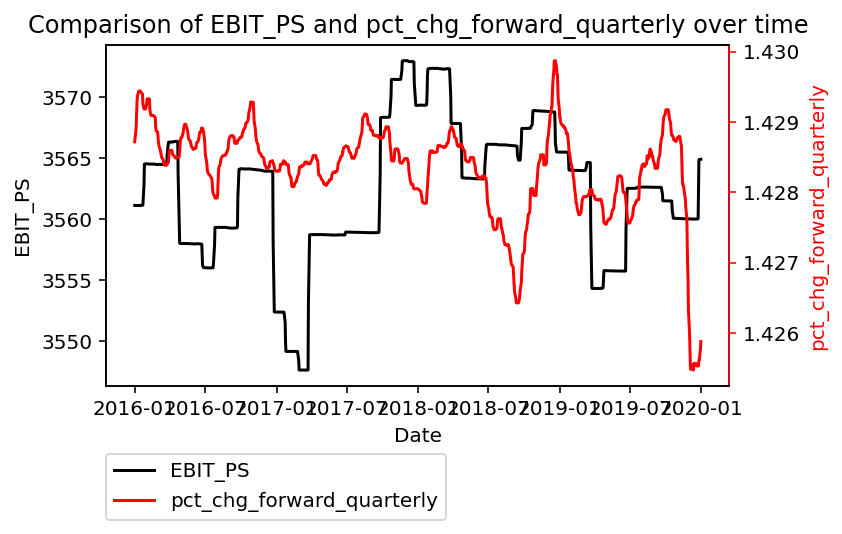 Comparison of EBIT_PS and pct_chg_forward_quarterly over time
EBIT_PS
3570
3565
3560
3555
3550
1.430
1.429
1.428
1.427
1.426
pct_chg_forward_quarterly
2016-01 2016-07 2017-01 2017-07 2018-01 2018-07 2019-01 2019-07 2020-01
Date
EBIT_PS
pct_chg_forward_quarterly